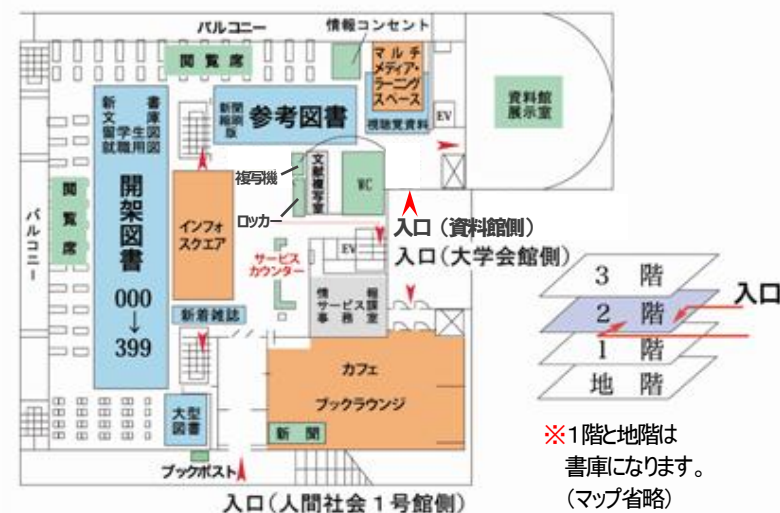 バルコニー
情報コンセント
閲覧席
マルチ
メディア・
ラーニング
スペース
視聴覚資料
資料館
展示室
新書
文庫
留学生図
就職用図
開架図書
000
↓
399
新聞
縮刷版
参考図書
EV
閲覧席
バルコニー
複写機
文献複写室
WC
ロッカー
インフォ
スクエア
入口（資料館側）
サービス
カウンター
EV
入口（大学会館側）
情報
サービス課
事務室
新着雑誌
カフェ
ブックラウンジ
大型
図書
新聞
ブックポスト
入口（人間社会１号館側）
3 階
2 階
入口
1 階
地 階
※１階と地階は
書庫になります。
（マップ省略）